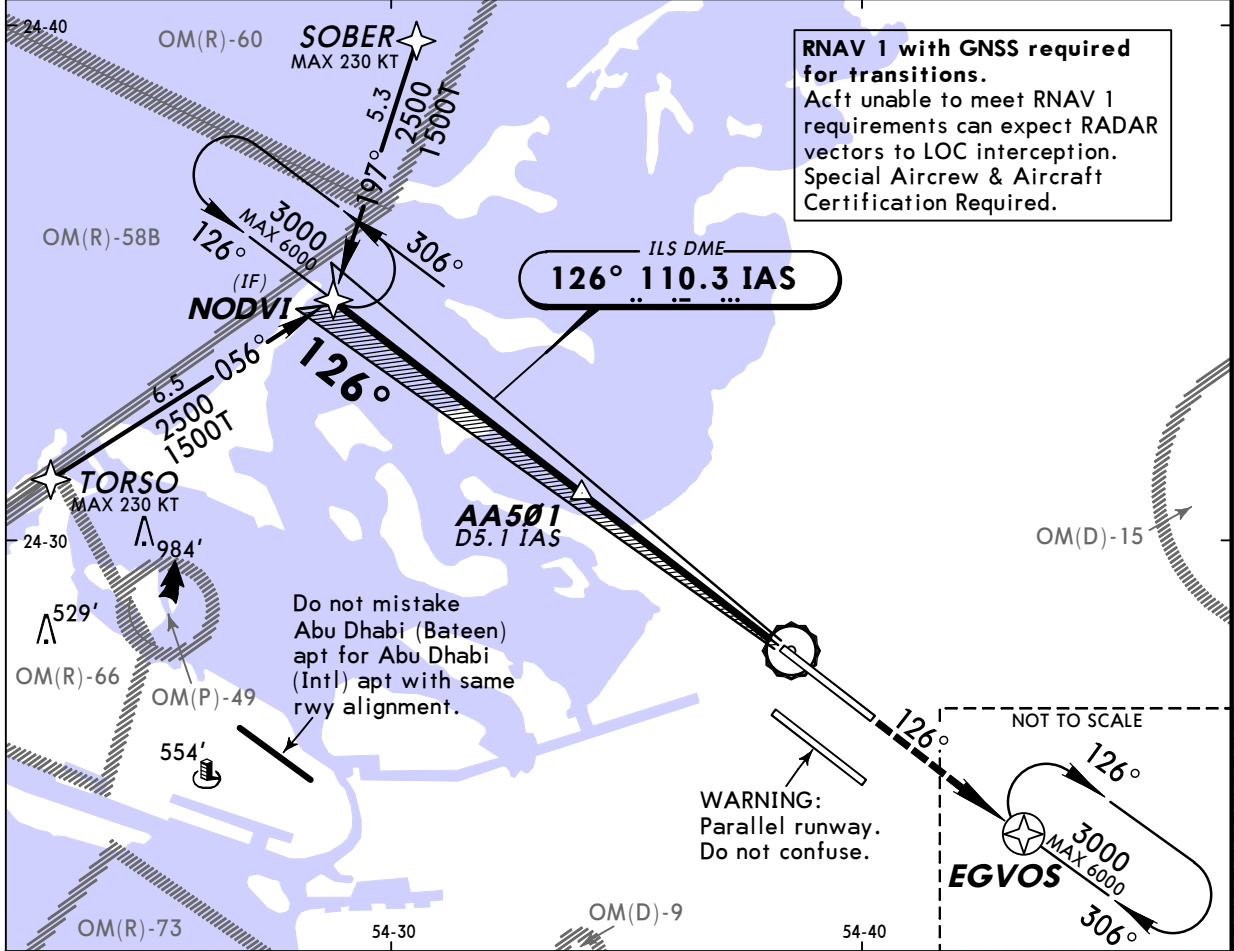 24-40
OM(R)-60
SOBER
MAX 230 KT
5.3
2500
1500T
197°
RNAV 1 with GNSS required
for transitions.
Acft unable to meet RNAV 1
requirements can expect RADAR
vectors to LOC interception.
Special Aircrew & Aircraft
Certification Required.
OM(R)-58B
126°
3000
MAX 6000
306°
ILS DME
126° 110.3 IAS
(IF)
NODVI
126°
056°
6.5
2500
1500T
TORSO
MAX 230 KT
AA5Ø1
D5.1 IAS
OM(D)-15
24-30
984'
529'
OM(R)-66
OM(P)-49
Do not mistake
Abu Dhabi (Bateen)
apt for Abu Dhabi
(Intl) apt with same
rwy alignment.
554'
126°
WARNING:
Parallel runway.
Do not confuse.
NOT TO SCALE
126°
3000
MAX 6000
306°
EGVOS
OM(R)-73
54-30
OM(D)-9
54-40